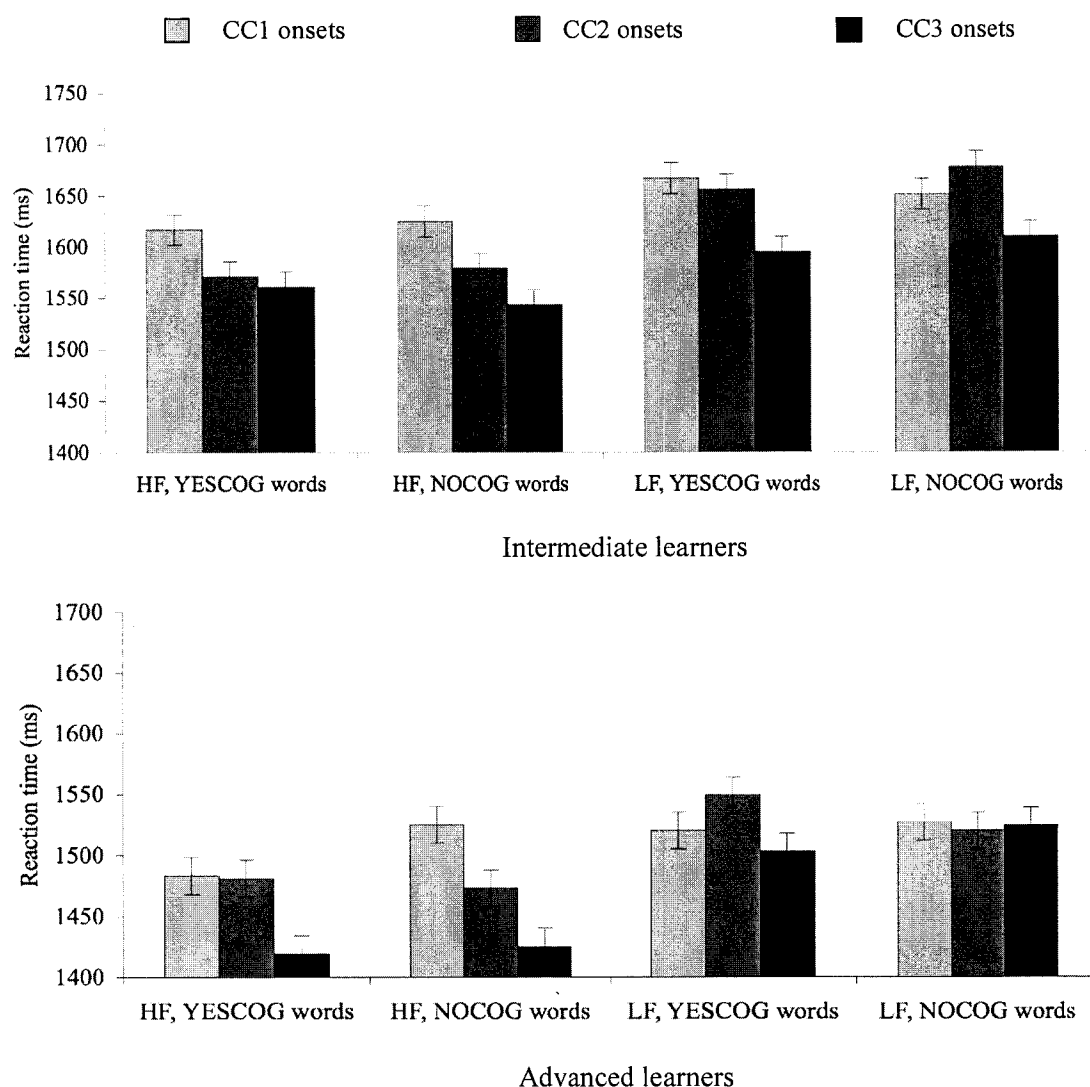 CC1 onsets CC2 onsets CC3 onsets
Reaction time (ms)
1750
1700
1650
1600
1550
1500
1450
1400
HF, YESCOG words HF, NOCOG words LF, YESCOG words LF, NOCOG words
Intermediate learners
Reaction time (ms)
1700
1650
1600
1550
1500
1450
1400
HF, YESCOG words HF, NOCOG words LF, YESCOG words LF, NOCOG words
Advanced learners